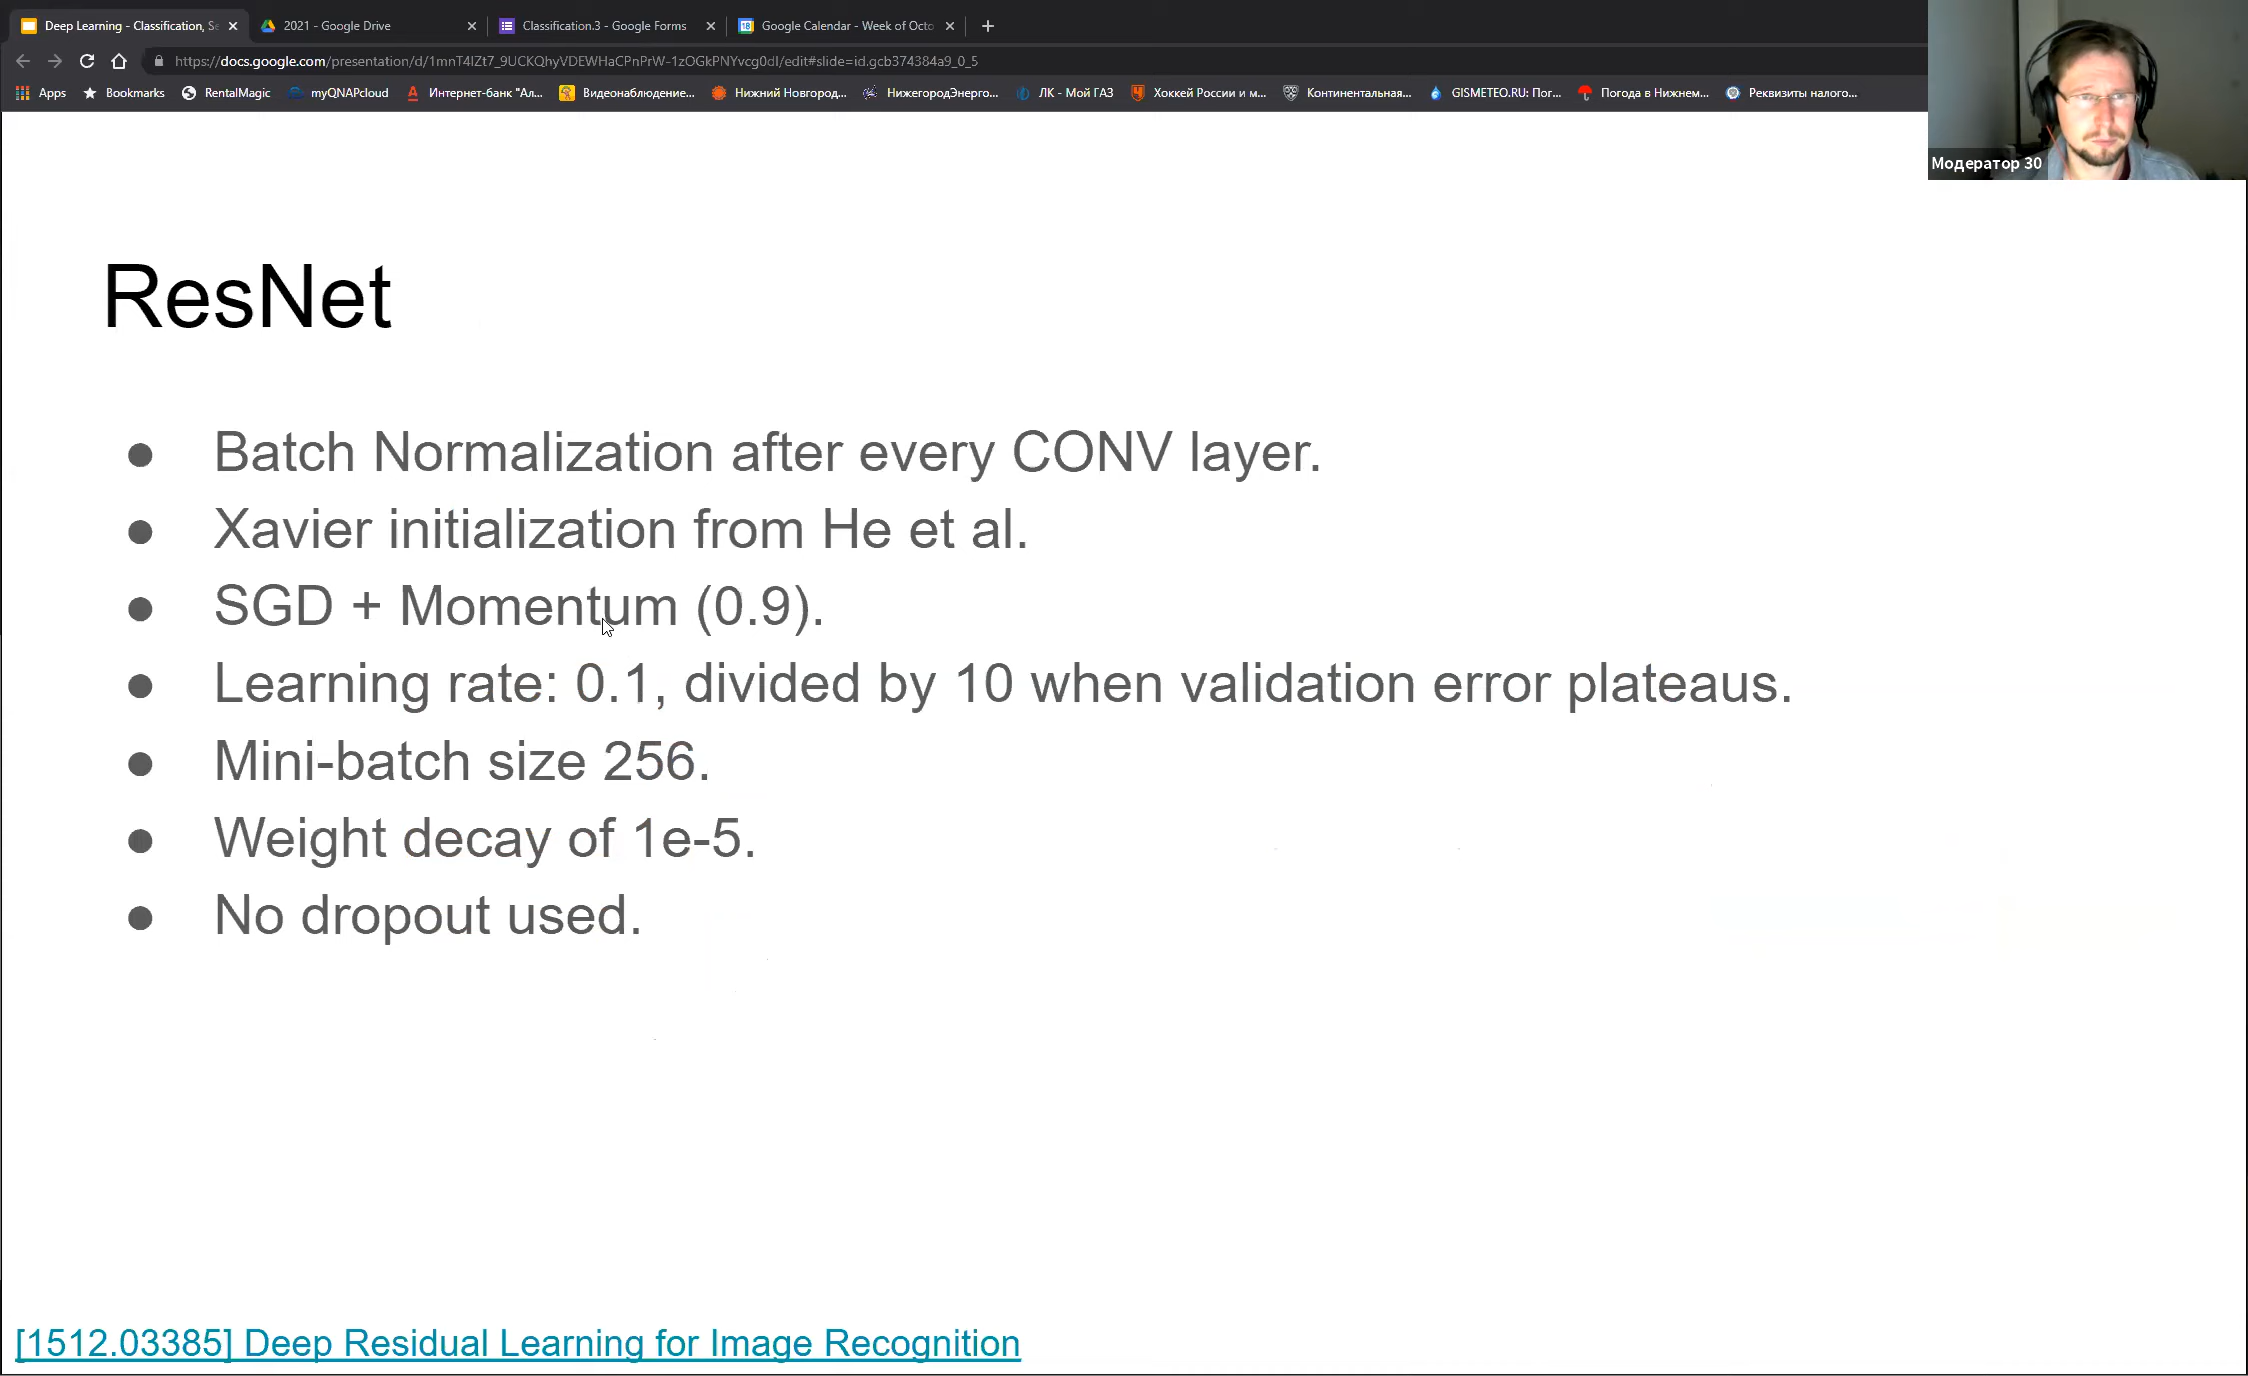 Deep Learning - Classification, Se
2021 - Google Drive
Classification.3 - Google Forms
Google Calendar - Week of Octo
https://docs.google.com/presentation/d/1mnT4lZt7_9UCKQhyVDEWHaCPnPrW-1zOGkPNYvcg0dI/edit#slide=id.gcb374384a9_0_5
Apps Bookmarks RentalMagic myQNAPcloud Интернет-банк "Ал... Видеонаблюдение... Нижний Новгород... НижегородЭнерго... ЛК - Мой ГАЗ Хоккей России и м... Континентальная... GISMETEO.RU: Пог... Погода в Нижнем... Реквизиты налого...
Модератор 30
ResNet
● Batch Normalization after every CONV layer.
● Xavier initialization from He et al.
● SGD + Momentum (0.9).
● Learning rate: 0.1, divided by 10 when validation error plateaus.
● Mini-batch size 256.
● Weight decay of 1e-5.
● No dropout used.
[1512.03385] Deep Residual Learning for Image Recognition